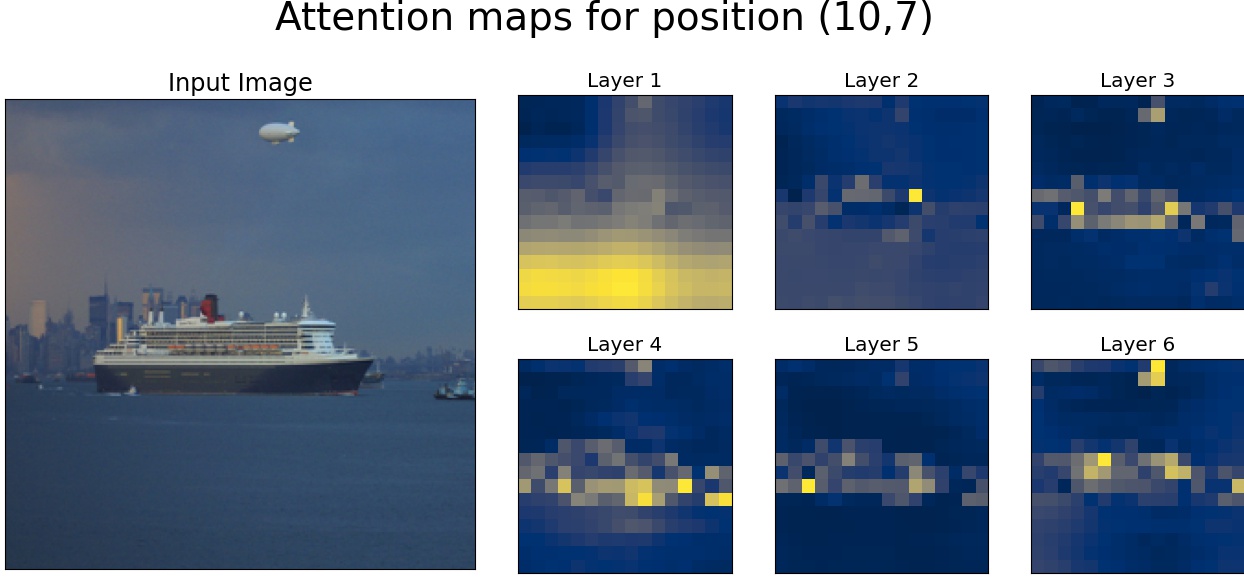 Attention maps for position (10,7)
Input Image
Layer 1
Layer 2
Layer 3
Layer 4
Layer 5
Layer 6